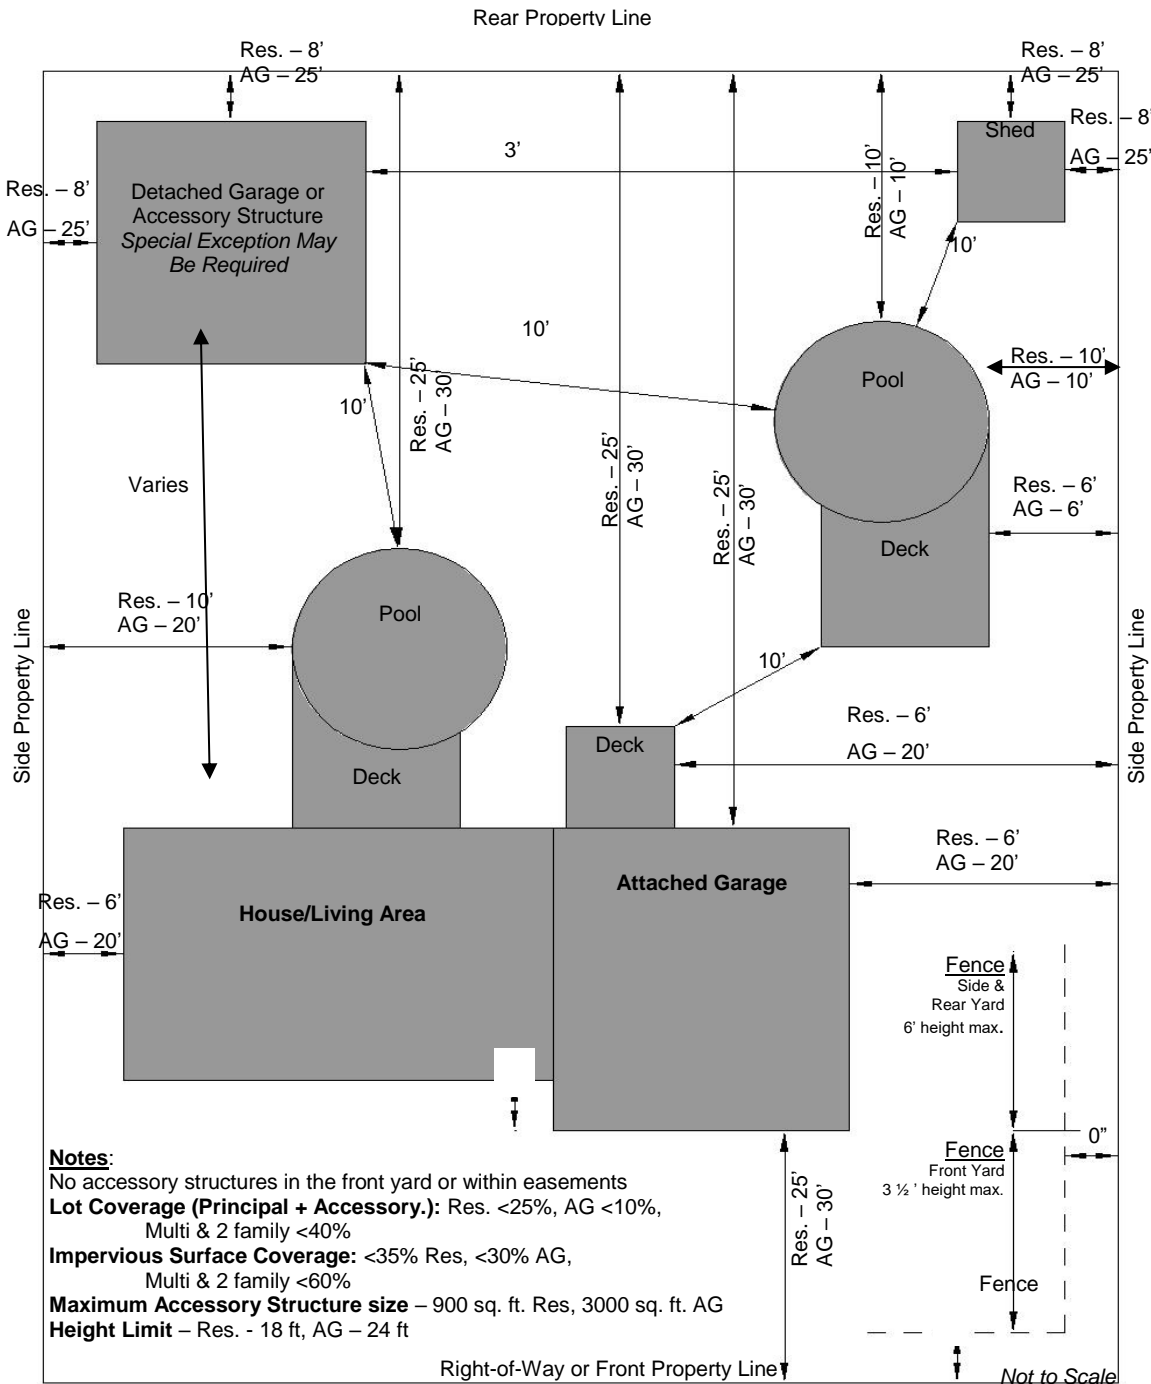 Rear Property Line
Res. – 8’
AG – 25’
Res. – 8’
AG – 25’
Shed
Res. – 8’
AG – 25’
3’
Res. – 8’
AG – 25’
Detached Garage or
Accessory Structure
Special Exception May
Be Required
Res. – 10’
AG – 10’
10’
10’
Res. – 25’
AG – 30’
10’
Pool
Res. – 10’
AG – 10’
Varies
Res. – 25’
AG – 30’
Res. – 25’
AG – 30’
Res. – 6’
AG – 6’
Deck
Res. – 10’
AG – 20’
Pool
10’
Side Property Line
Side Property Line
Res. – 6’
AG – 20’
Deck
Deck
Res. – 6’
AG – 20’
Attached Garage
House/Living Area
Res. – 6’
AG – 20’
Fence
Side &
Rear Yard
6’ height max.
0”
Fence
Front Yard
3 ½ ’ height max.
Res. – 25’
AG – 30’
Fence
Notes:
No accessory structures in the front yard or within easements
Lot Coverage (Principal + Accessory.): Res. <25%, AG <10%,
Multi & 2 family <40%
Impervious Surface Coverage: <35% Res, <30% AG,
Multi & 2 family <60%
Maximum Accessory Structure size – 900 sq. ft. Res, 3000 sq. ft. AG
Height Limit – Res. - 18 ft, AG – 24 ft
Right-of-Way or Front Property Line
Not to Scale